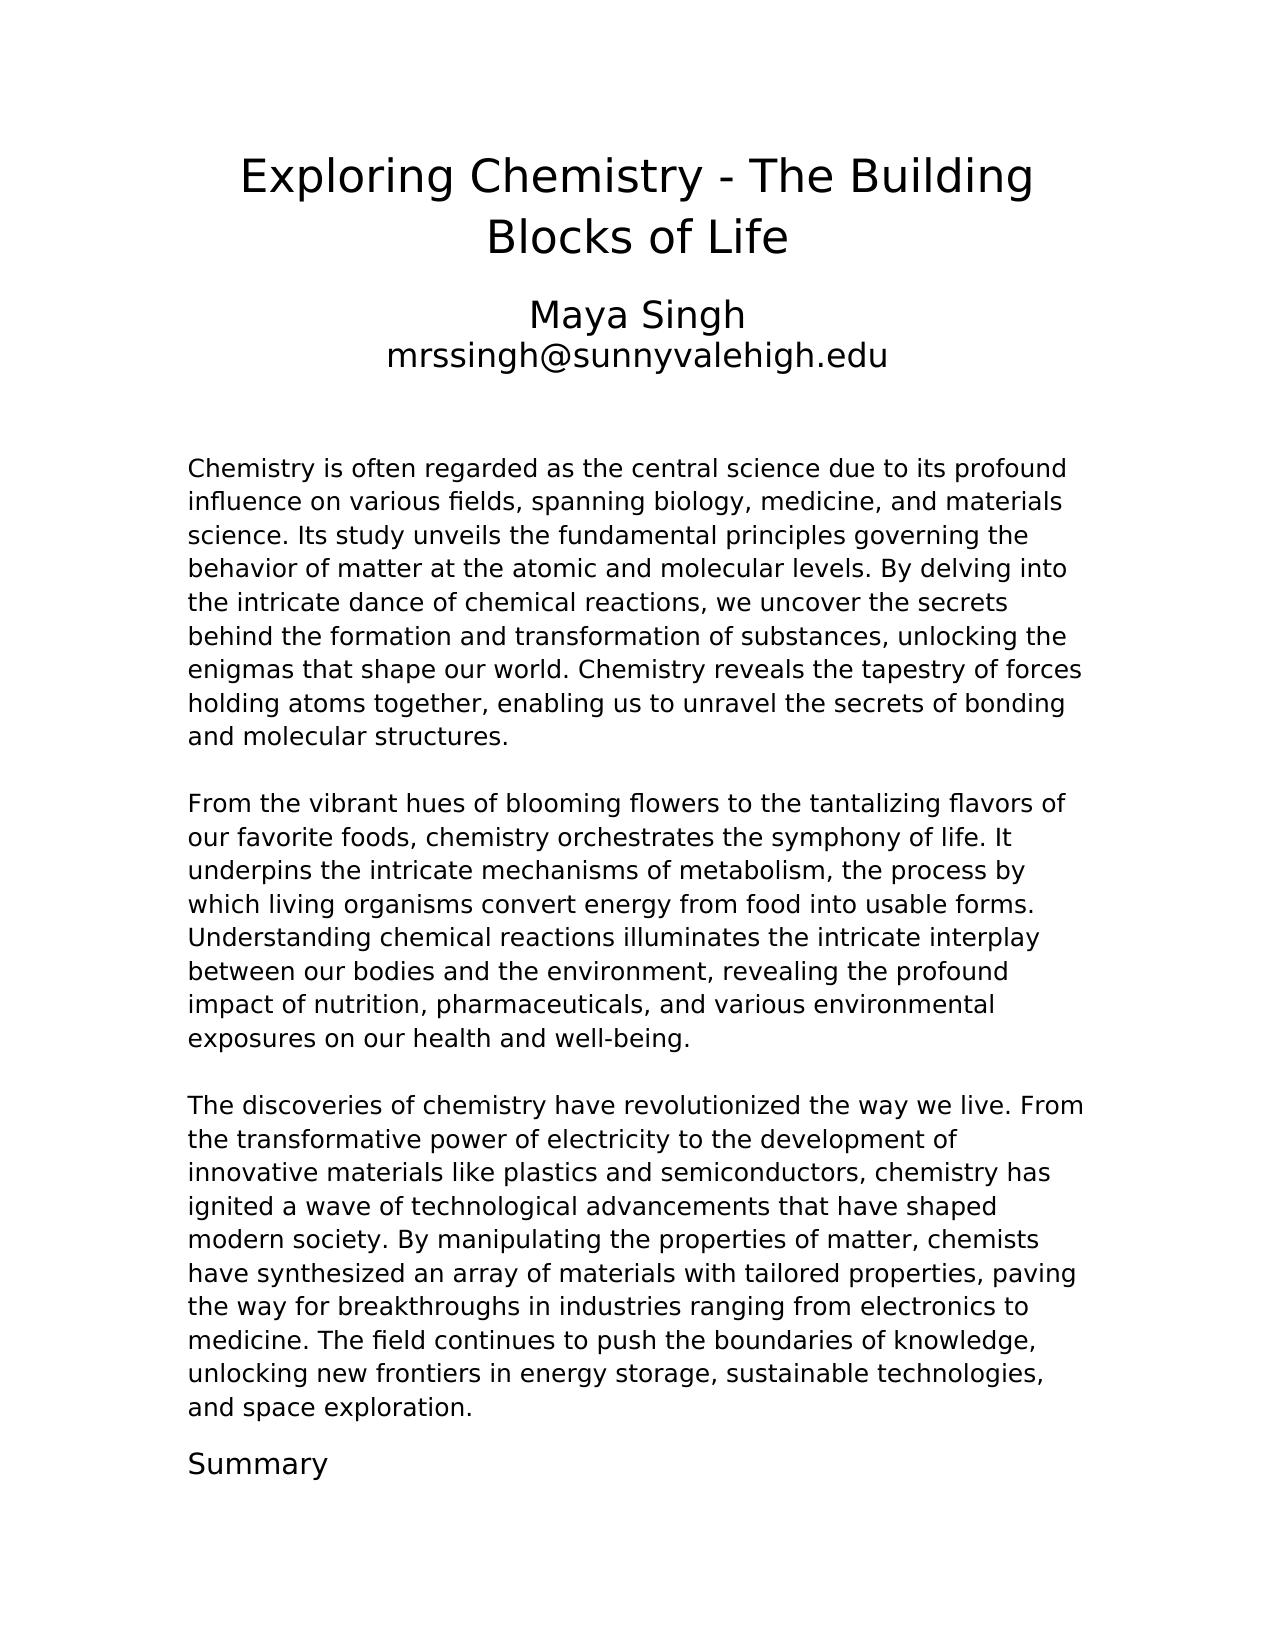 Exploring Chemistry - The Building
Blocks of Life
Maya Singh
mrssingh@sunnyvalehigh.edu
Chemistry is often regarded as the central science due to its profound
influence on various fields, spanning biology, medicine, and materials
science. Its study unveils the fundamental principles governing the
behavior of matter at the atomic and molecular levels. By delving into
the intricate dance of chemical reactions, we uncover the secrets
behind the formation and transformation of substances, unlocking the
enigmas that shape our world. Chemistry reveals the tapestry of forces
holding atoms together, enabling us to unravel the secrets of bonding
and molecular structures.
From the vibrant hues of blooming flowers to the tantalizing flavors of
our favorite foods, chemistry orchestrates the symphony of life. It
underpins the intricate mechanisms of metabolism, the process by
which living organisms convert energy from food into usable forms.
Understanding chemical reactions illuminates the intricate interplay
between our bodies and the environment, revealing the profound
impact of nutrition, pharmaceuticals, and various environmental
exposures on our health and well-being.
The discoveries of chemistry have revolutionized the way we live. From
the transformative power of electricity to the development of
innovative materials like plastics and semiconductors, chemistry has
ignited a wave of technological advancements that have shaped
modern society. By manipulating the properties of matter, chemists
have synthesized an array of materials with tailored properties, paving
the way for breakthroughs in industries ranging from electronics to
medicine. The field continues to push the boundaries of knowledge,
unlocking new frontiers in energy storage, sustainable technologies,
and space exploration.
Summary